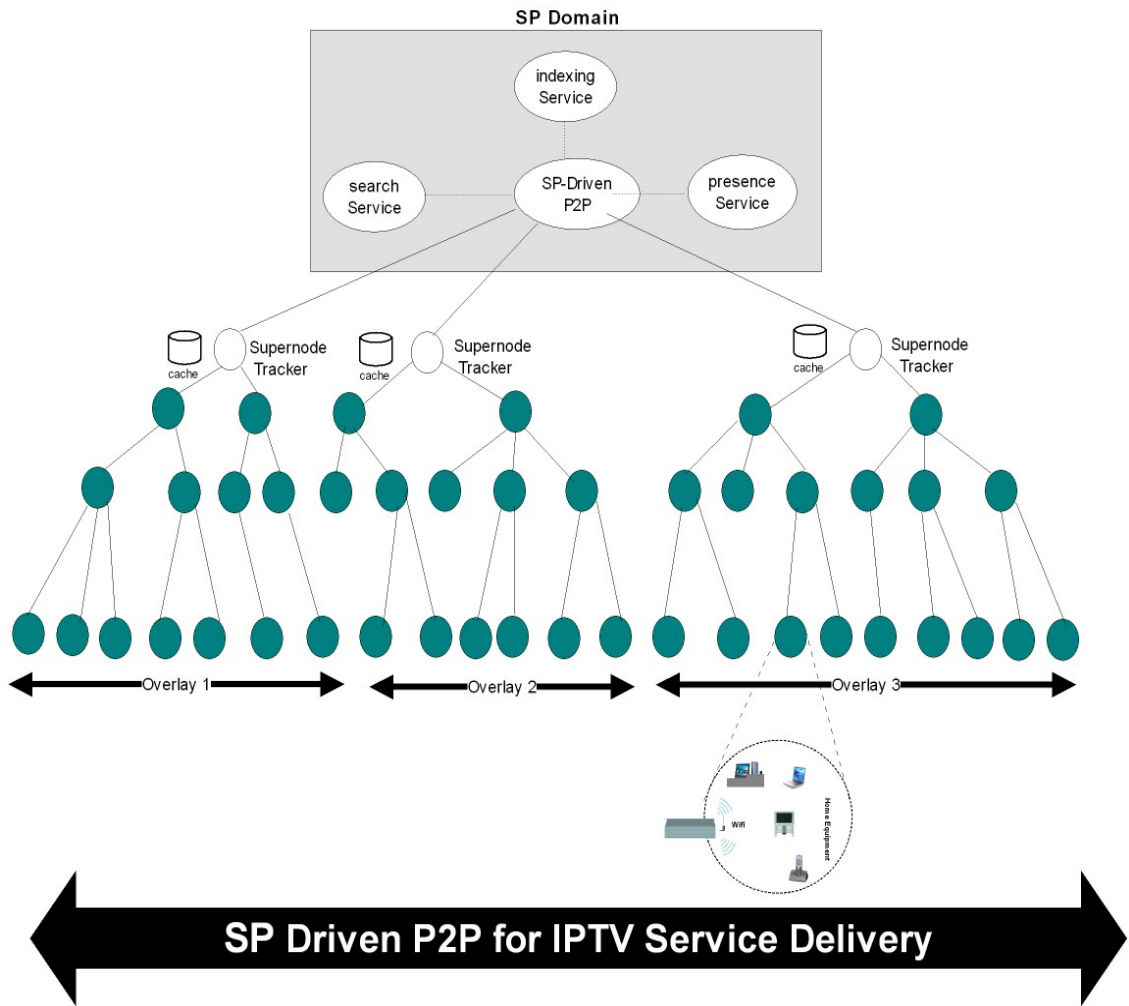 SP Domain
indexing
Service
search
Service
SP-Driven
P2P
presence
Service
cache
Supernode
Tracker
cache
Supernode
Tracker
cache
Supernode
Tracker
Overlay 1
Overlay 2
Overlay 3
Wifi
Home Equipment
SP Driven P2P for IPTV Service Delivery